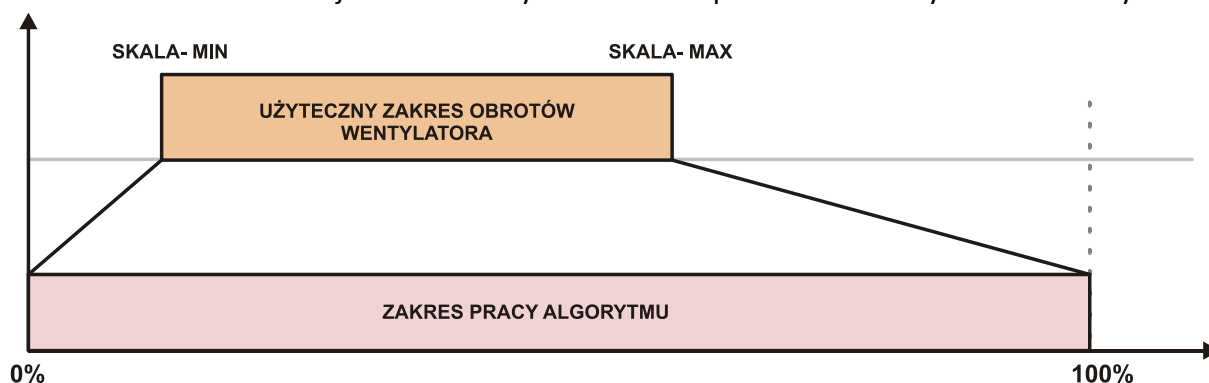 SKALA- MIN SKALA- MAX
UŻYTECZNY ZAKRES OBROTÓW
WENTYLATORA
ZAKRES PRACY ALGORYTMU
0% 100%